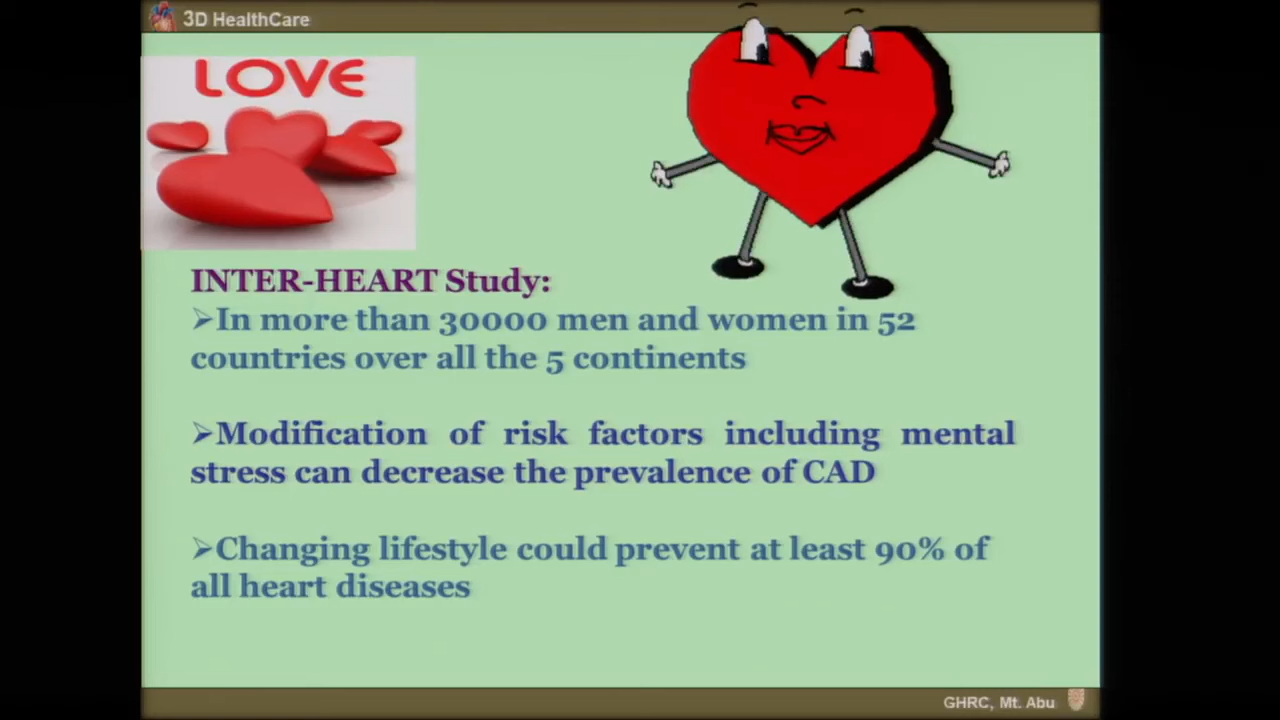 3D HealthCare
LOVE
INTER-HEART Study:
➢In more than 30000 men and women in 52
countries over all the 5 continents
➢Modification of risk factors including mental
stress can decrease the prevalence of CAD
➢Changing lifestyle could prevent at least 90% of
all heart diseases
GHRC, Mt. Abu